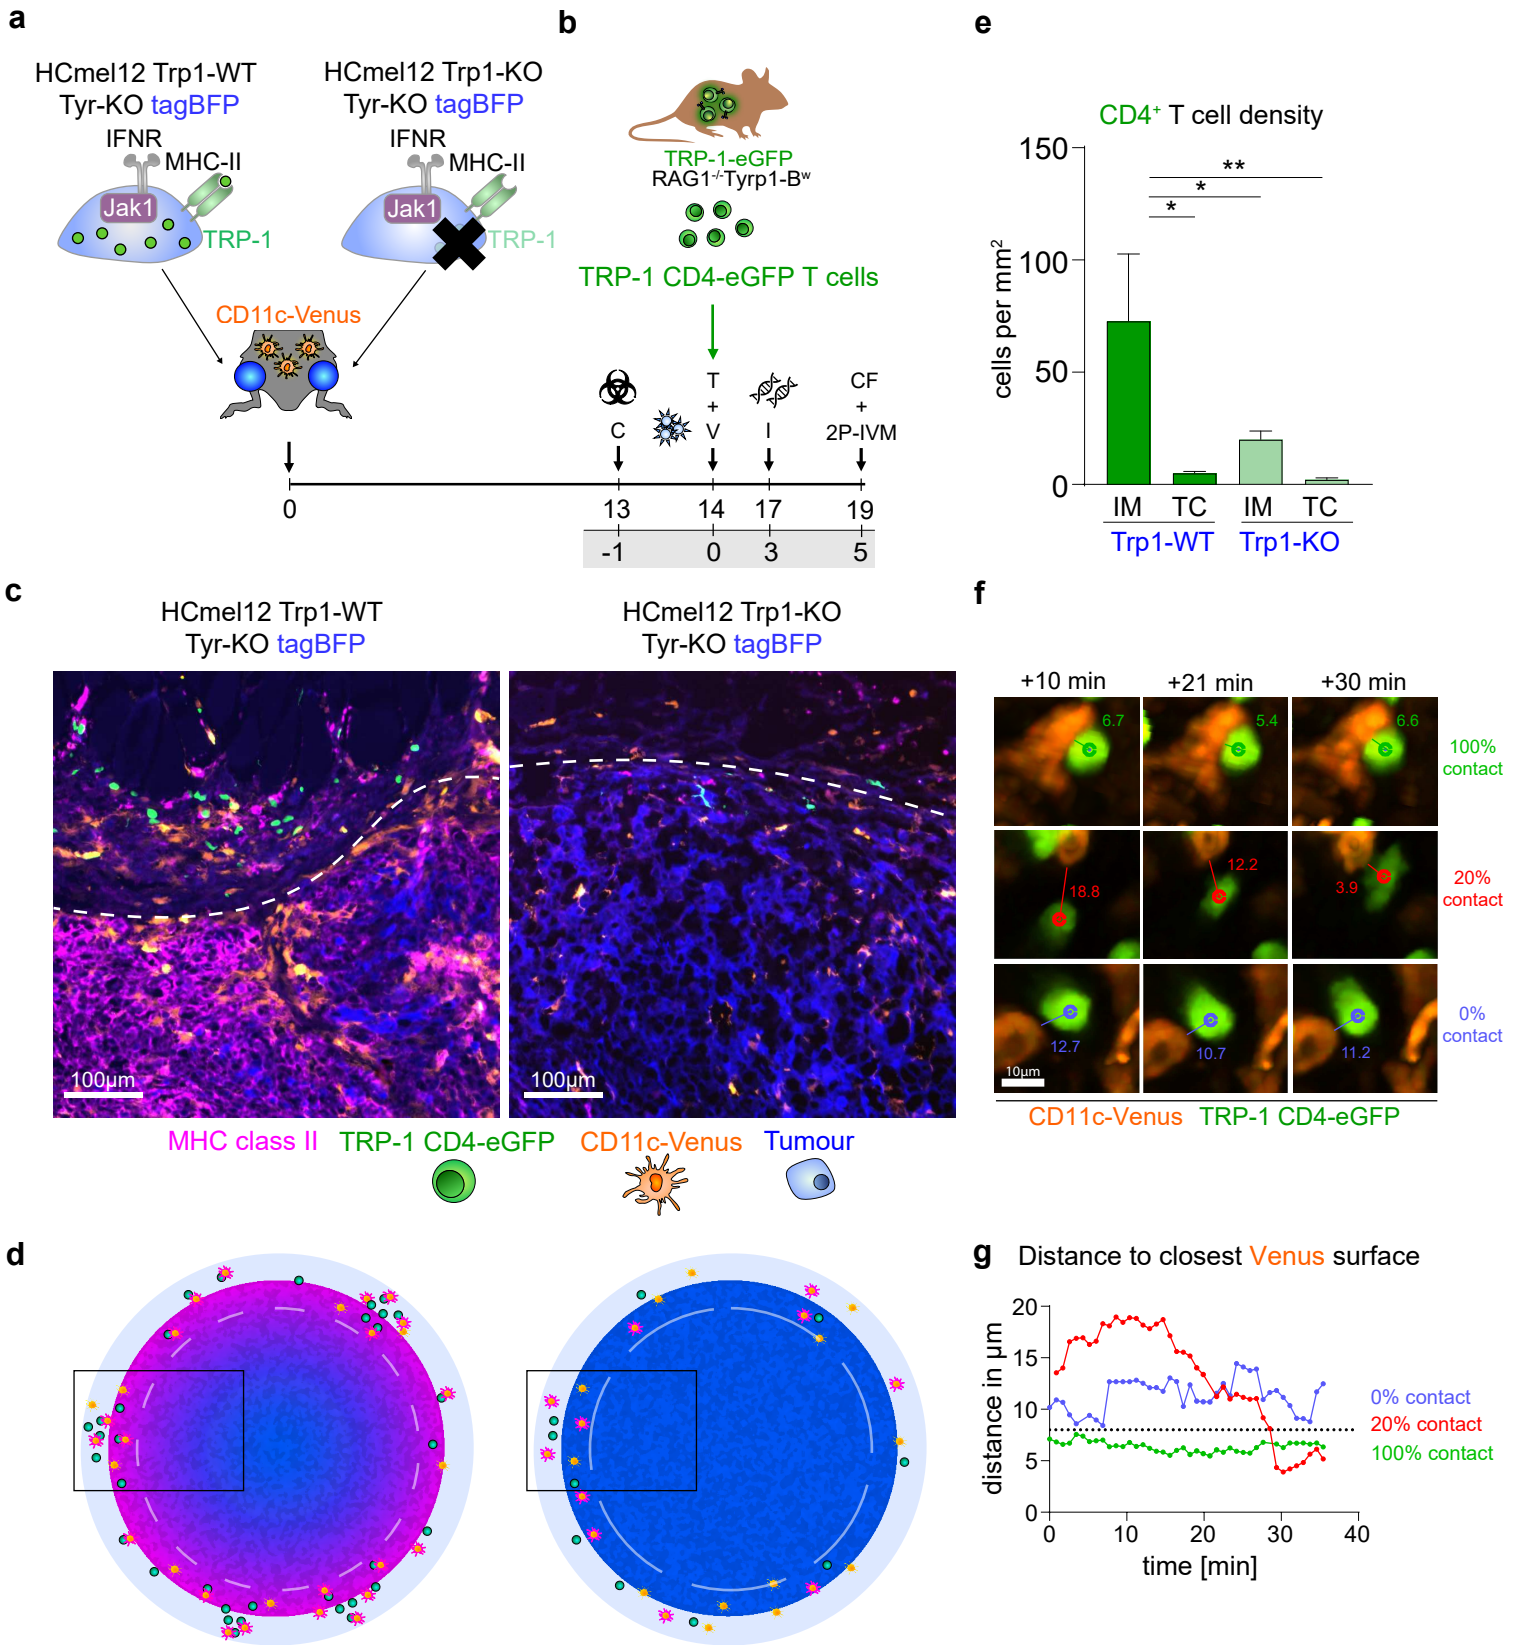 a
HCmel12 Trp1-WT
Tyr-KO tagBFP
IFNR
MHC-II
Jak1
TRP-1
HCmel12 Trp1-KO
Tyr-KO tagBFP
IFNR
MHC-II
Jak1
TRP-1
CD11c-Venus
b
TRP-1-eGFP
RAG1-/-Tyrp1-Bw
TRP-1 CD4-eGFP T cells
C
T
+
V
I
CF
+
2P-IVM
0
13
14
17
19
-1
0
3
5
c
HCmel12 Trp1-WT
Tyr-KO tagBFP
HCmel12 Trp1-KO
Tyr-KO tagBFP
100µm
100µm
MHC class II
TRP-1 CD4-eGFP
CD11c-Venus
Tumour
d
e
CD4+ T cell density
cells per mm2
150
100
50
0
**
*
*
IM
TC
IM
TC
Trp1-WT
Trp1-KO
f
+10 min
+21 min
+30 min
6.7
5.4
6.6
100%
contact
18.8
12.2
3.9
20%
contact
12.7
10.7
11.2
0%
contact
10µm
CD11c-Venus
TRP-1 CD4-eGFP
g
Distance to closest Venus surface
distance in µm
20
15
10
5
0
0
10
20
30
40
time [min]
0% contact
20% contact
100% contact